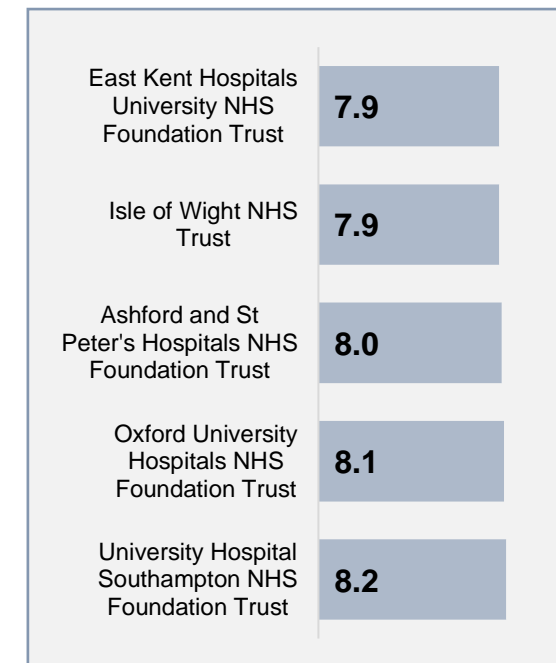 East Kent Hospitals
University NHS
Foundation Trust
7.9
Isle of Wight NHS
Trust
7.9
Ashford and St
Peter's Hospitals NHS
Foundation Trust
8.0
Oxford University
Hospitals NHS
Foundation Trust
8.1
University Hospital
Southampton NHS
Foundation Trust
8.2